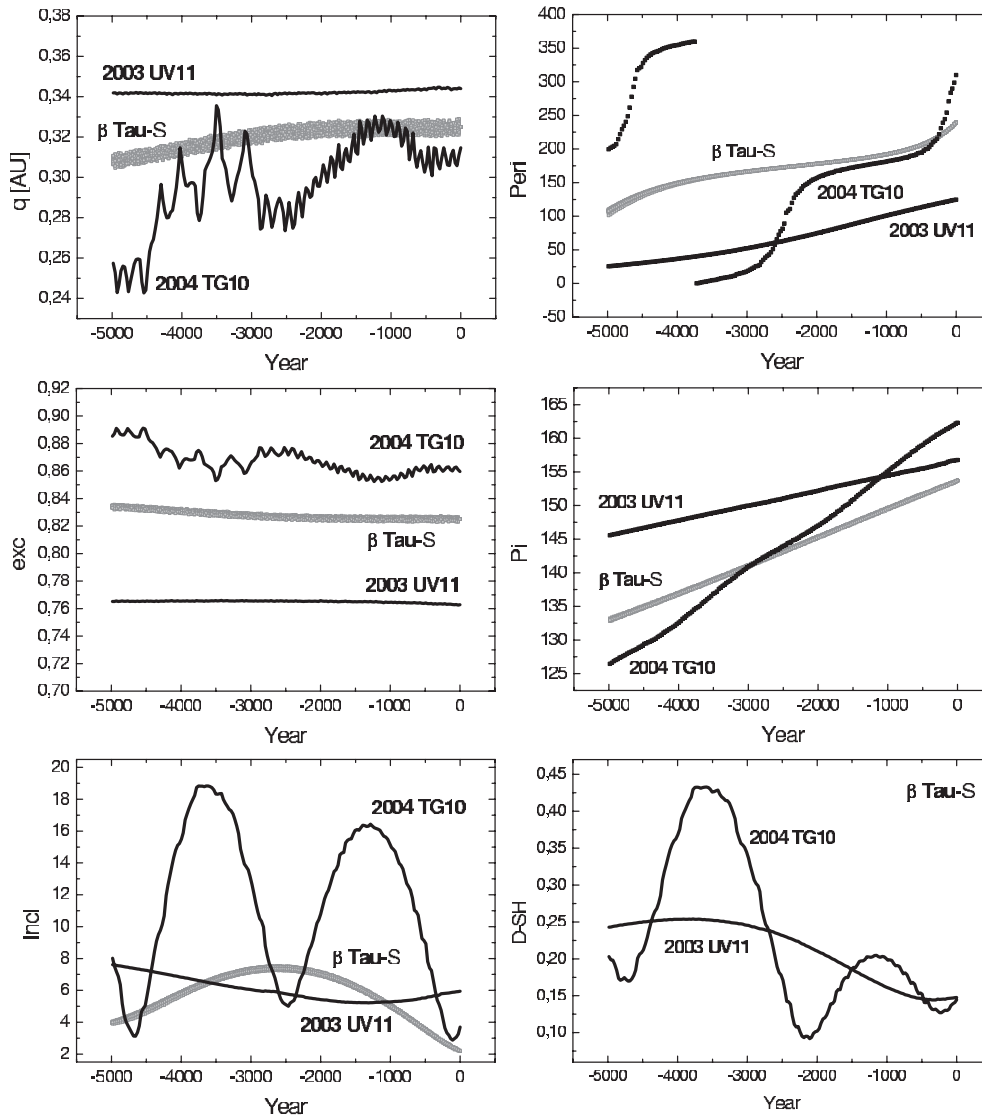 0,38
0,36
0,34
0,32
0,30
0,28
0,26
0,24
q [AU]
2003 UV11
β Tau-S
2004 TG10
-5000 -4000 -3000 -2000 -1000 0
Year
400
350
300
250
200
150
100
50
0
-50
Peri
β Tau-S
2004 TG10
2003 UV11
-5000 -4000 -3000 -2000 -1000 0
Year
0,92
0,90
0,88
0,86
0,84
0,82
0,80
0,78
0,76
0,74
0,72
0,70
exc
2004 TG10
β Tau-S
2003 UV11
-5000 -4000 -3000 -2000 -1000 0
Year
165
160
155
150
145
140
135
130
125
Pi
2003 UV11
β Tau-S
2004 TG10
-5000 -4000 -3000 -2000 -1000 0
Year
20
18
16
14
12
10
8
6
4
2
Incl
2004 TG10
β Tau-S
2003 UV11
-5000 -4000 -3000 -2000 -1000 0
Year
0,45
0,40
0,35
0,30
0,25
0,20
0,15
0,10
D-SH
β Tau-S
2004 TG10
2003 UV11
-5000 -4000 -3000 -2000 -1000 0
Year